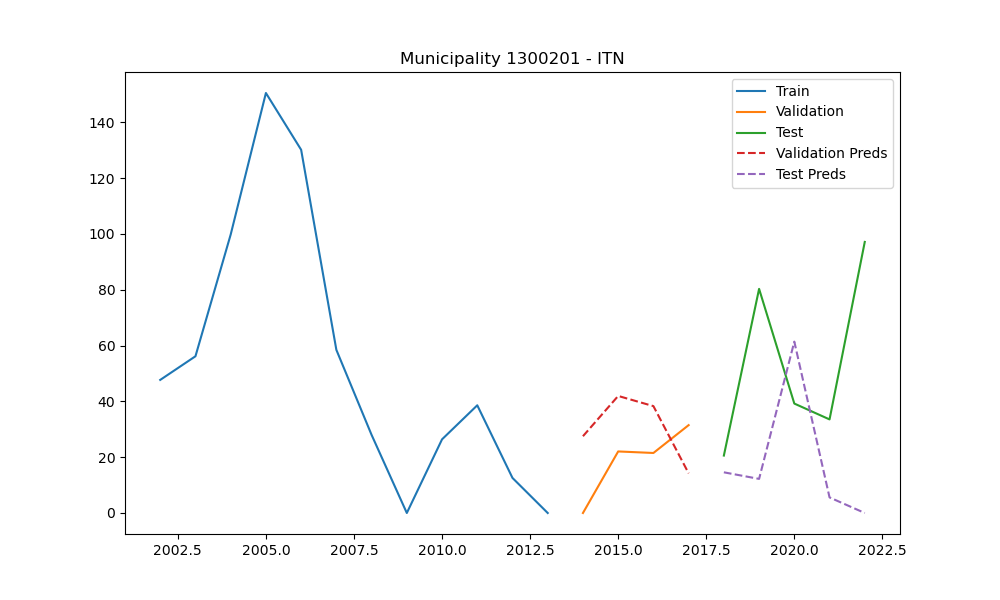 Municipality 1300201 - ITN
Train
Validation
Test
Validation Preds
Test Preds
140
120
100
80
60
40
20
0
2002.5 2005.0 2007.5 2010.0 2012.5 2015.0 2017.5 2020.0 2022.5